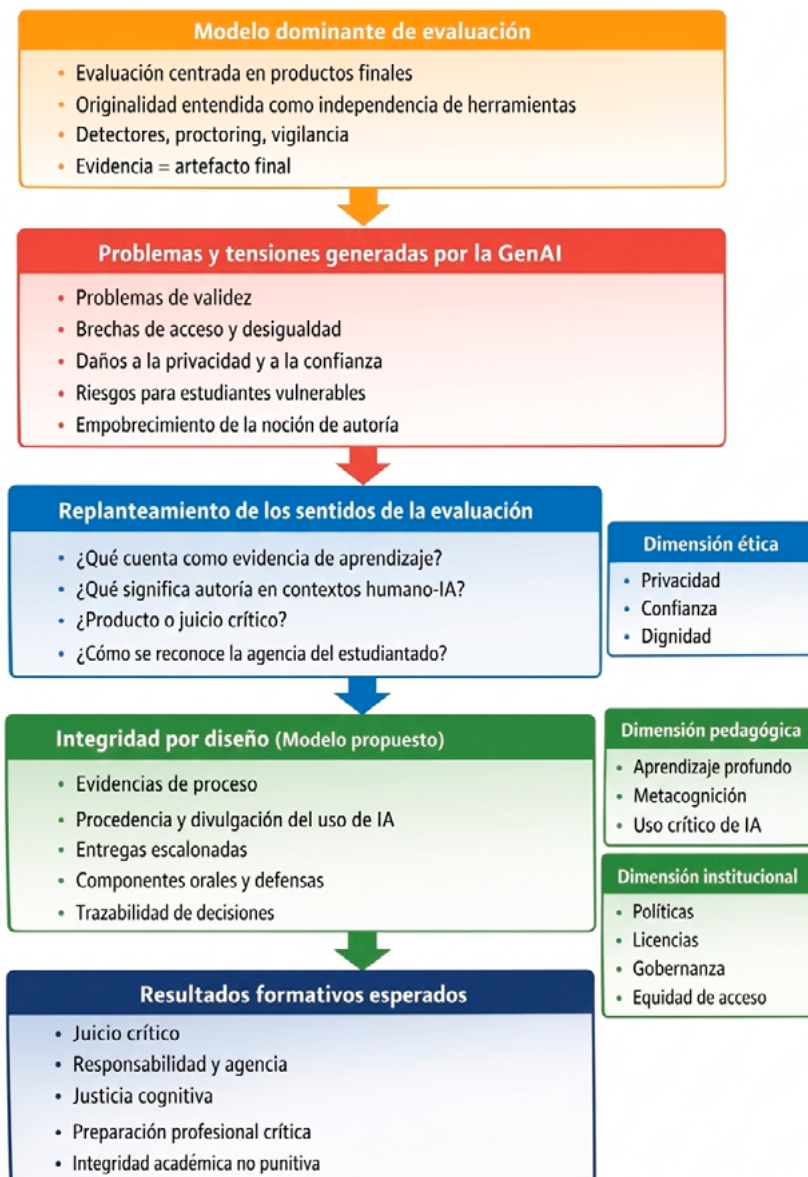 Modelo dominante de evaluación
• Evaluación centrada en productos finales
• Originalidad entendida como independencia de herramientas
• Detectores, proctoring, vigilancia
• Evidencia = artefacto final
Problemas y tensiones generadas por la GenAI
• Problemas de validez
• Brechas de acceso y desigualdad
• Daños a la privacidad y a la confianza
• Riesgos para estudiantes vulnerables
• Empobrecimiento de la noción de autoría
Replanteamiento de los sentidos de la evaluación
• ¿Qué cuenta como evidencia de aprendizaje?
• ¿Qué significa autoría en contextos humano-IA?
• ¿Producto o juicio crítico?
• ¿Cómo se reconoce la agencia del estudiantado?
Dimensión ética
• Privacidad
• Confianza
• Dignidad
Integridad por diseño (Modelo propuesto)
• Evidencias de proceso
• Procedencia y divulgación del uso de IA
• Entregas escalonadas
• Componentes orales y defensas
• Trazabilidad de decisiones
Dimensión pedagógica
• Aprendizaje profundo
• Metacognición
• Uso crítico de IA
Dimensión institucional
• Políticas
• Licencias
• Gobernanza
• Equidad de acceso
Resultados formativos esperados
• Juicio crítico
• Responsabilidad y agencia
• Justicia cognitiva
• Preparación profesional crítica
• Integridad académica no punitiva